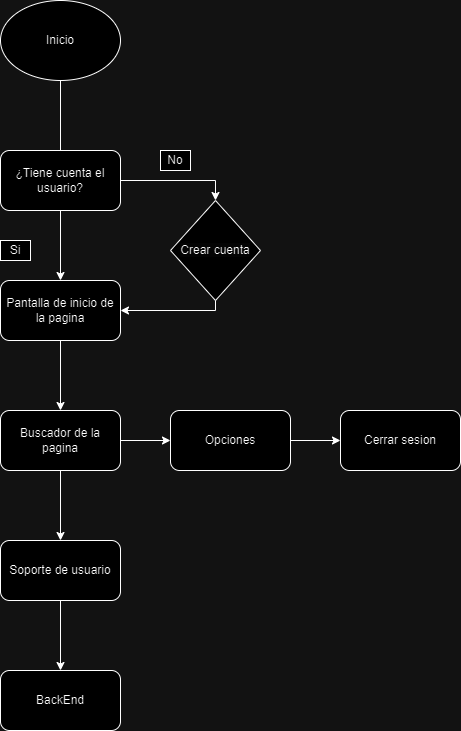 Inicio
¿Tiene cuenta el
usuario?
No
Si
Crear cuenta
Pantalla de inicio de
la pagina
Buscador de la
pagina
Opciones
Cerrar sesion
Soporte de usuario
BackEnd